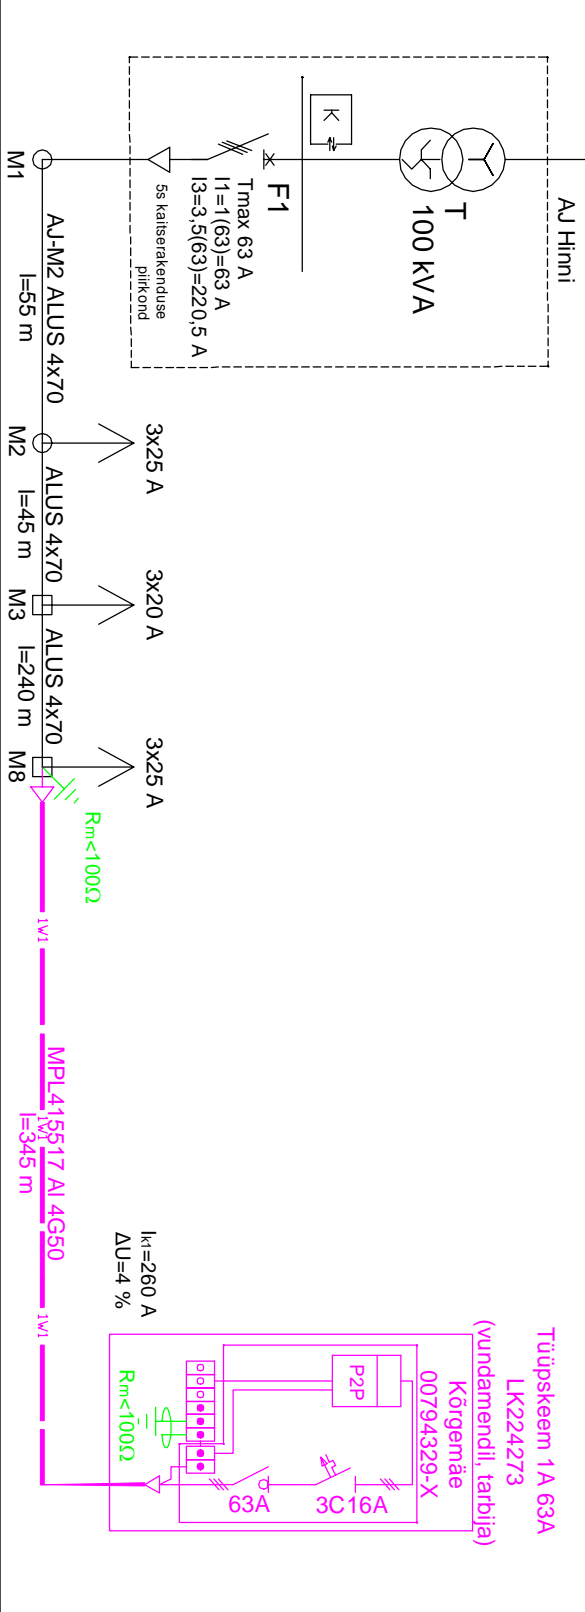 AJ Hinni
T
100 kVA
K
F1
Tmax 63 A
I1=1(63)=63 A
I3=3,5(63)=220,5 A
5s kaitserakenduse
piirkond
M1
AJ-M2 ALUS 4x70
l=55 m
3x25 A
M2
ALUS 4x70
l=45 m
3x20 A
M3
ALUS 4x70
l=240 m
3x25 A
M8
Rm<100Ω
1W1
MPL415517 Al 4G50
1W1
l=345 m
1W1
Ik1=260 A
ΔU=4 %
Tüüpskeem 1A 63A
LK224273
(vundamendil, tarbija)
Kõrgemäe
00794329-X
P2P
3C16A
63A
Rm<100Ω